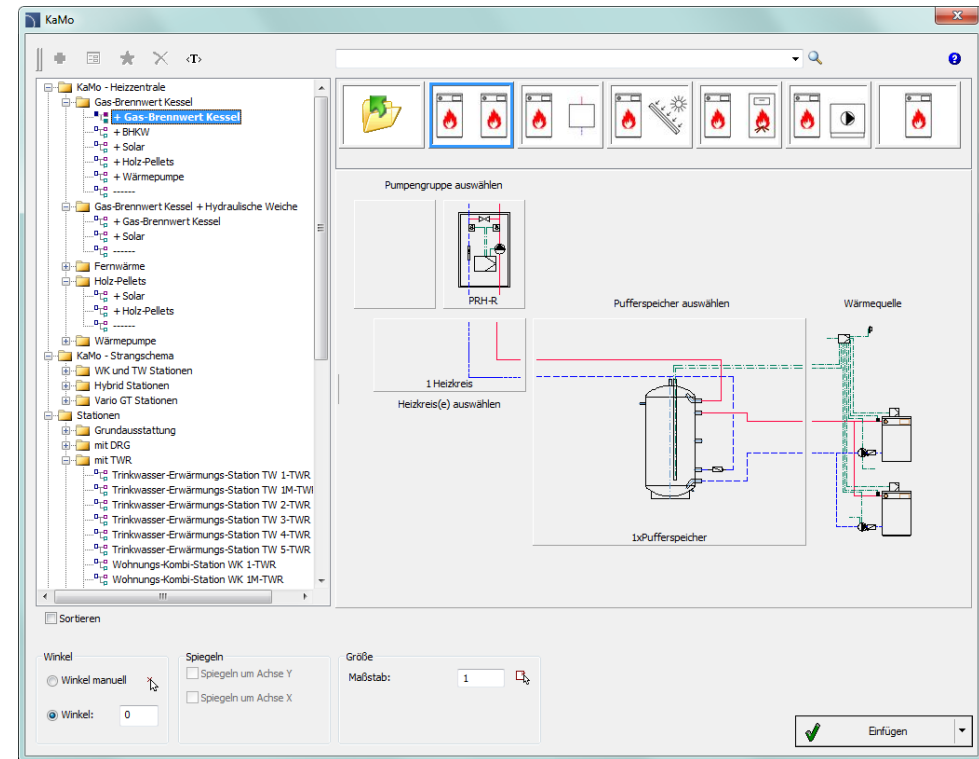 KaMo
‹T›
KaMo - Heizzentrale
Gas-Brennwert Kessel
+ Gas-Brennwert Kessel
+ BHKW
+ Solar
+ Holz-Pellets
+ Wärmepumpe
------
Gas-Brennwert Kessel + Hydraulische Weiche
+ Gas-Brennwert Kessel
+ Solar
------
Fernwärme
Holz-Pellets
+ Solar
+ Holz-Pellets
------
Wärmepumpe
KaMo - Strangschema
WK und TW Stationen
Hybrid Stationen
Vario GT Stationen
Stationen
Grundausstattung
mit DRG
mit TWR
Trinkwasser-Erwärmungs-Station TW 1-TWR
Trinkwasser-Erwärmungs-Station TW 1M-TW
Trinkwasser-Erwärmungs-Station TW 2-TWR
Trinkwasser-Erwärmungs-Station TW 3-TWR
Trinkwasser-Erwärmungs-Station TW 4-TWR
Trinkwasser-Erwärmungs-Station TW 5-TWR
Wohnungs-Kombi-Station WK 1-TWR
Wohnungs-Kombi-Station WK 1M-TWR
Pumpengruppe auswählen
PRH-R
Pufferspeicher auswählen
Wärmequelle
1 Heizkreis
Heizkreis(e) auswählen
1xPufferspeicher
Sortieren
Winkel
Winkel manuell
Winkel:
0
Spiegeln
Spiegeln um Achse Y
Spiegeln um Achse X
Größe
Maßstab:
1
Einfügen